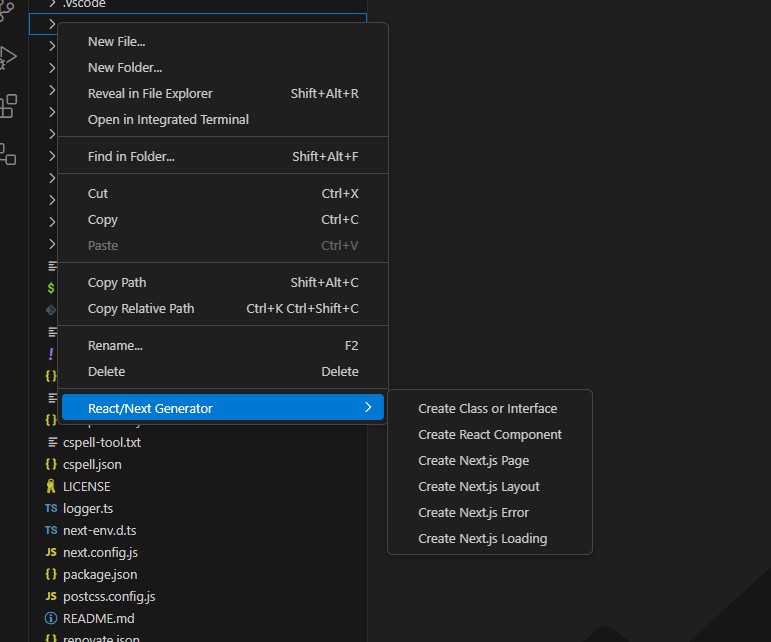 .vscode
New File...
New Folder...
Reveal in File Explorer Shift+Alt+R
Open in Integrated Terminal
Find in Folder... Shift+Alt+F
Cut Ctrl+X
Copy Ctrl+C
Paste Ctrl+V
Copy Path Shift+Alt+C
Copy Relative Path Ctrl+K Ctrl+Shift+C
Rename... F2
Delete Delete
React/Next Generator
Create Class or Interface
Create React Component
Create Next.js Page
Create Next.js Layout
Create Next.js Error
Create Next.js Loading
cspell-tool.txt
{} cspell.json
LICENSE
TS logger.ts
TS next-env.d.ts
JS next.config.js
{} package.json
JS postcss.config.js
README.md
{} renovate.json